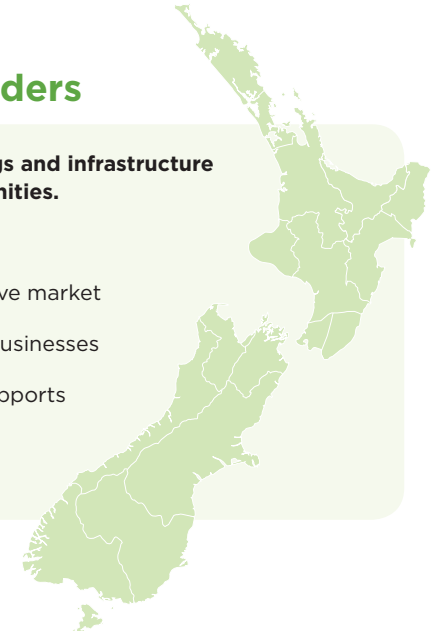 ders
gs and infrastructure
nities.
ve market
usinesses
pports